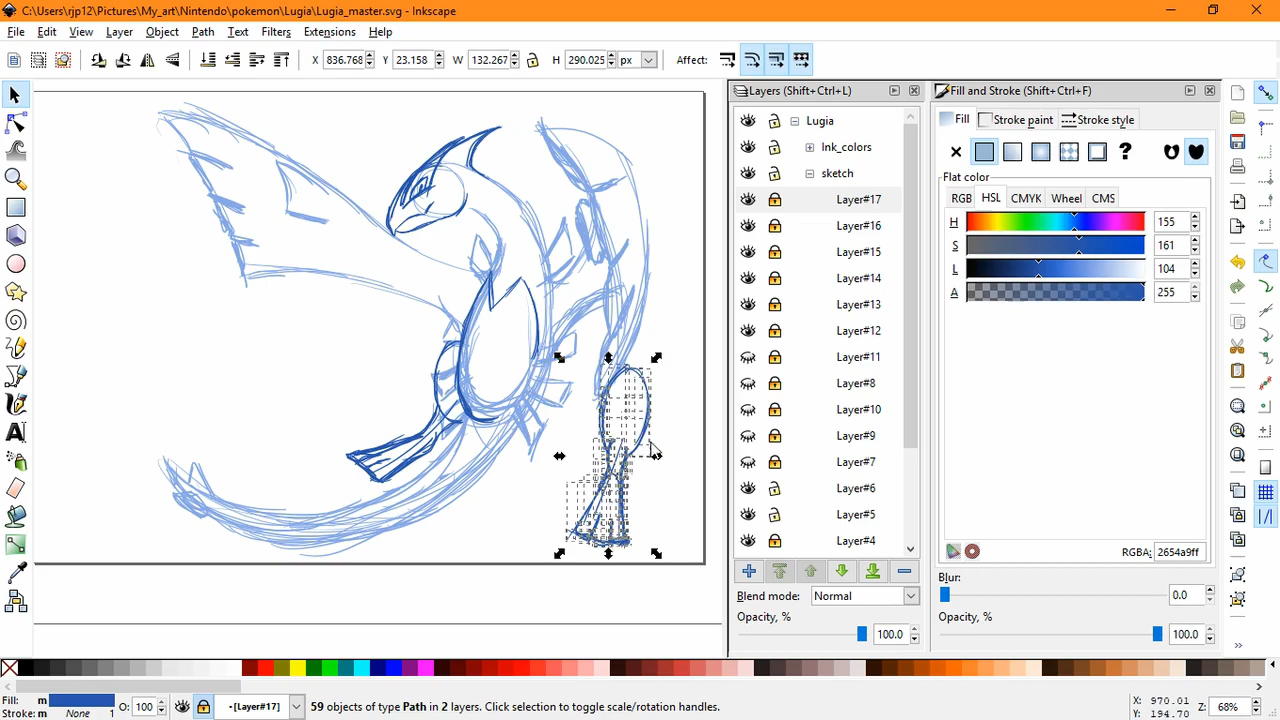 C:\Users\rjp12\Pictures\My_art\Nintendo\pokemon\Lugia\Lugia_master.svg - Inkscape
File Edit View Layer Object Path Text Filters Extensions Help
X 836.768 Y 23.158 W 132.267 H 290.025 px Affect:
Layers (Shift+Ctrl+L)
Lugia
Ink_colors
sketch
Layer#17
Layer#16
Layer#15
Layer#14
Layer#13
Layer#12
Layer#11
Layer#8
Layer#10
Layer#9
Layer#7
Layer#6
Layer#5
Layer#4
Blend mode: Normal
Opacity, %
100.0
Fill and Stroke (Shift+Ctrl+F)
Fill Stroke paint Stroke style
?
Flat color
RGB HSL CMYK Wheel CMS
H 155
S 161
L 104
A 255
RGBA: 2654a9ff
Blur:
0.0
Opacity, %
100.0
Fill: m O: 100 -[Layer#17] 59 objects of type Path in 2 layers. Click selection to toggle scale/rotation handles.
Stroke: m None 1
X: 970.01
Y: 194.70
Z: 68%